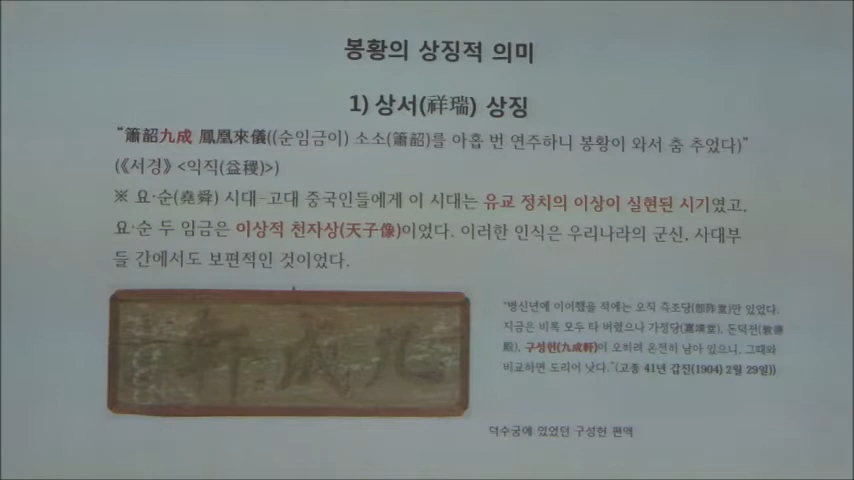 봉황의 상징적 의미
1) 상서(祥瑞) 상징
"簫韶九成 鳳凰來儀((순임금이) 소소(簫韶)를 아홉 번 연주하니 봉황이 와서 춤 추었다)"
(《서경》 <익직(益稷)>)
※ 요·순(堯舜) 시대-고대 중국인들에게 이 시대는 유교 정치의 이상이 실현된 시기였고,
요·순 두 임금은 이상적 천자상(天子像)이었다. 이러한 인식은 우리나라의 군신, 사대부
들 간에서도 보편적인 것이었다.
"병신년에 이어했을 적에는 오직 즉조당(卽阼堂)만 있었다.
지금은 비록 모두 타 버렸으나 가정당(嘉靖堂), 돈덕전(惇德
殿), 구성헌(九成軒)이 오히려 온전히 남아 있으니, 그때와
비교하면 도리어 낫다."(고종 41년 갑진(1904) 2월 29일))
軒成九
덕수궁에 있었던 구성헌 편액